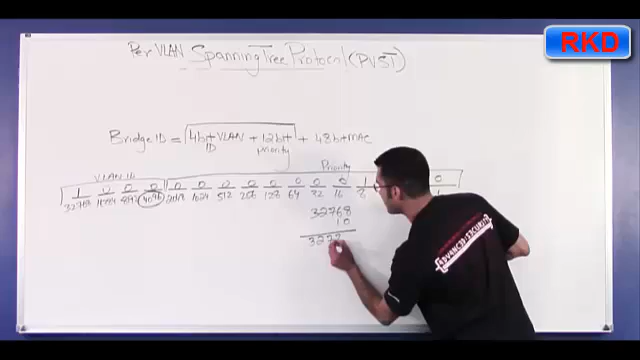 Per VLAN Spanning Tree Protocol (PVST)
RKD
Bridge ID = 4bit VLAN ID + 12bit priority + 48bit MAC
VLAN ID Priority
1 0 0 0 0 0 0 0 0 0 0 0 0
32768 16384 8192 4096 2048 1024 512 256 128 64 32 16 8
32768
10
3277